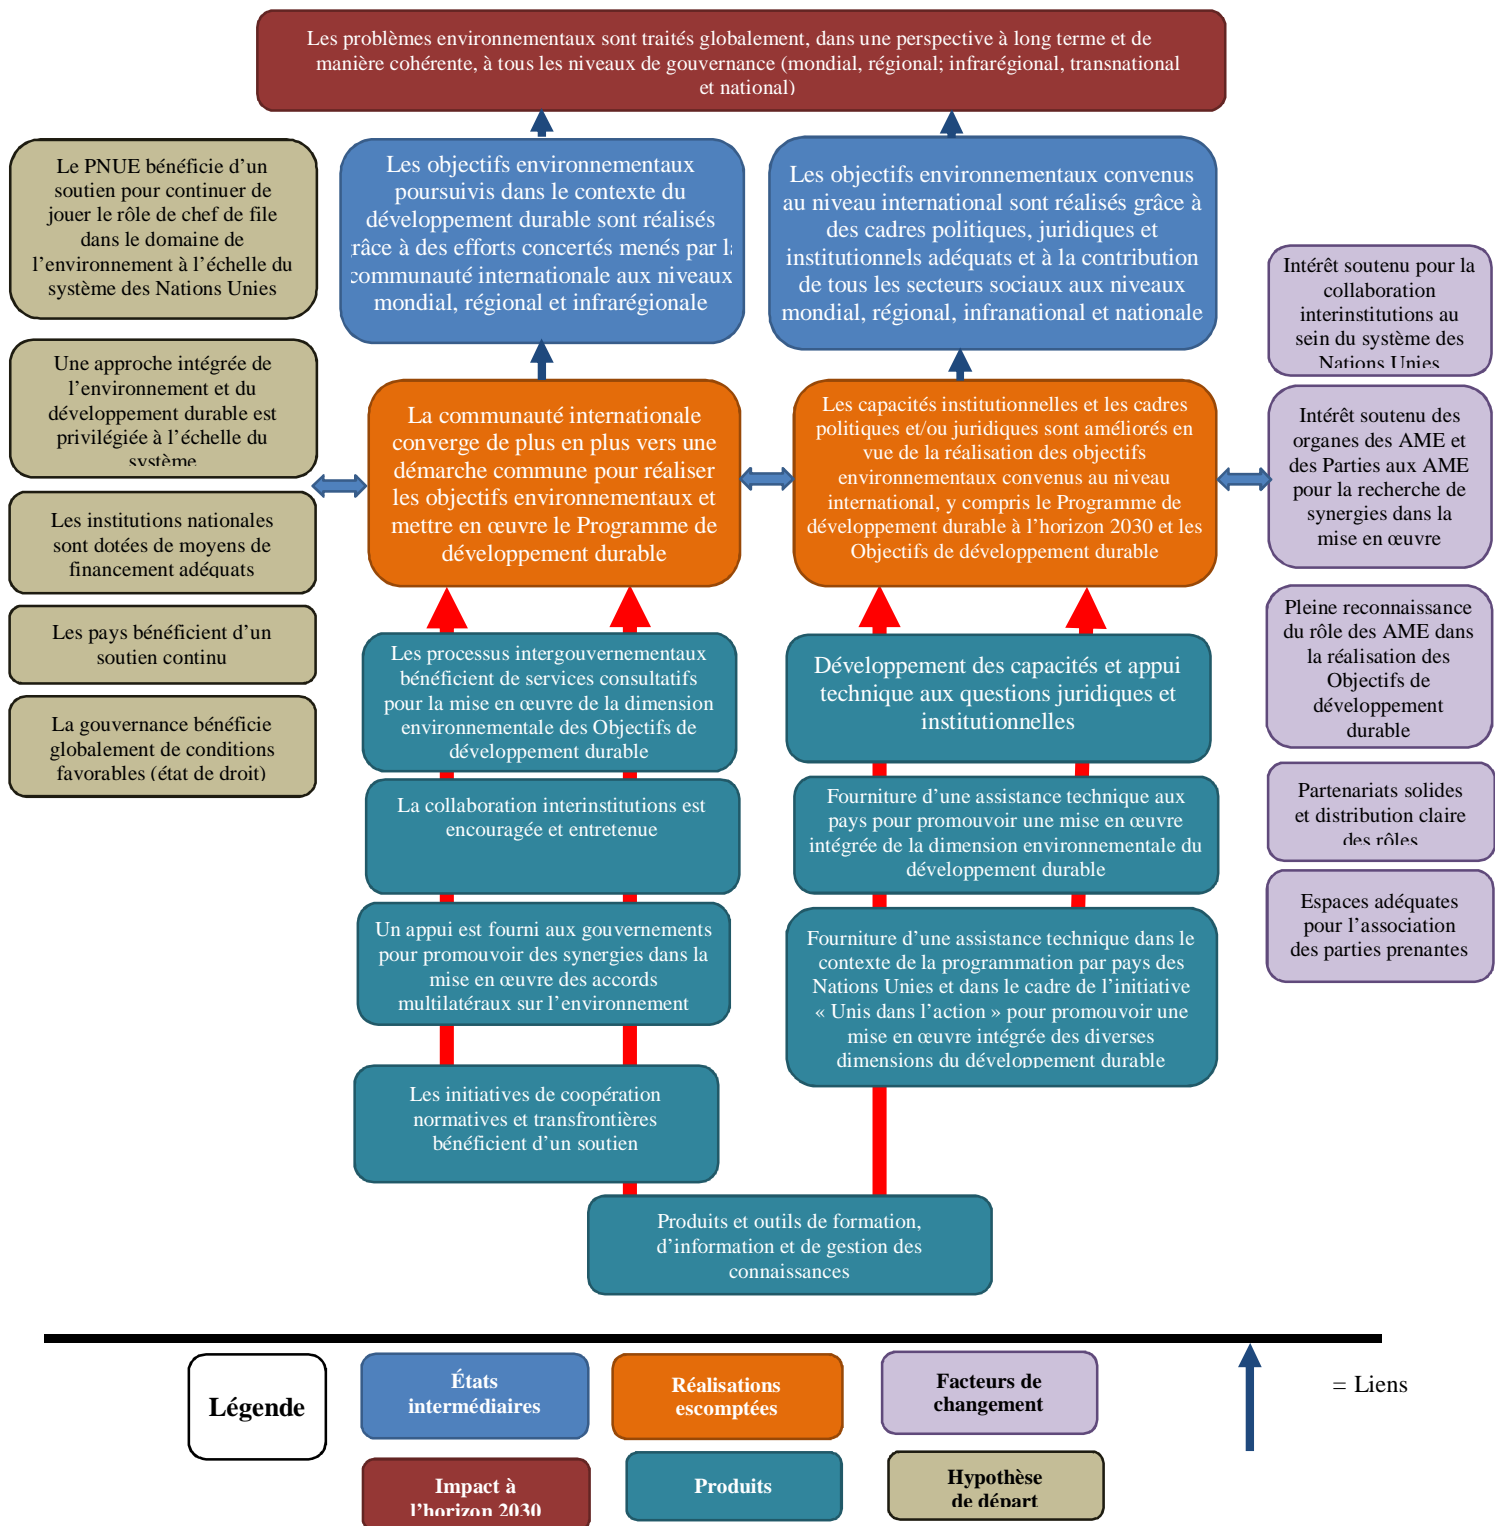 Les problèmes environnementaux sont traités globalement, dans une perspective à long terme et de
manière cohérente, à tous les niveaux de gouvernance (mondial, régional; infrarégional, transnational
et national)
Le PNUE bénéficie d’un
soutien pour continuer de
jouer le rôle de chef de file
dans le domaine de
l’environnement à l’échelle du
système des Nations Unies
Une approche intégrée de
l’environnement et du
développement durable est
privilégiée à l’échelle du
système
Les institutions nationales
sont dotées de moyens de
financement adéquats
Les pays bénéficient d’un
soutien continu
La gouvernance bénéficie
globalement de conditions
favorables (état de droit)
Les objectifs environnementaux
poursuivis dans le contexte du
développement durable sont réalisés
râce à des efforts concertés menés par la
communauté internationale aux niveaux
mondial, régional et infrarégionale
Les objectifs environnementaux convenus
au niveau international sont réalisés grâce à
des cadres politiques, juridiques et
institutionnels adéquats et à la contribution
de tous les secteurs sociaux aux niveaux
mondial, régional, infranational et nationale
La communauté internationale
converge de plus en plus vers une
démarche commune pour réaliser
les objectifs environnementaux et
mettre en œuvre le Programme de
développement durable
Les capacités institutionnelles et les cadres
politiques et/ou juridiques sont améliorés en
vue de la réalisation des objectifs
environnementaux convenus au niveau
international, y compris le Programme de
développement durable à l’horizon 2030 et les
Objectifs de développement durable
Les processus intergouvernementaux
bénéficient de services consultatifs
pour la mise en œuvre de la dimension
environnementale des Objectifs de
développement durable
La collaboration interinstitutions est
encouragée et entretenue
Un appui est fourni aux gouvernements
pour promouvoir des synergies dans la
mise en œuvre des accords
multilatéraux sur l’environnement
Les initiatives de coopération
normatives et transfrontières
bénéficient d’un soutien
Développement des capacités et appui
technique aux questions juridiques et
institutionnelles
Fourniture d’une assistance technique aux
pays pour promouvoir une mise en œuvre
intégrée de la dimension environnementale du
développement durable
Fourniture d’une assistance technique dans le
contexte de la programmation par pays des
Nations Unies et dans le cadre de l’initiative
« Unis dans l’action » pour promouvoir une
mise en œuvre intégrée des diverses
dimensions du développement durable
Produits et outils de formation,
d’information et de gestion des
connaissances
Intérêt soutenu pour la
collaboration
interinstitutions au
sein du système des
Nations Unies
Intérêt soutenu des
organes des AME et
des Parties aux AME
pour la recherche de
synergies dans la
mise en œuvre
Pleine reconnaissance
du rôle des AME dans
la réalisation des
Objectifs de
développement
durable
Partenariats solides
et distribution claire
des rôles
Espaces adéquates
pour l’association
des parties prenantes
Légende
États
intermédiaires
Réalisations
escomptées
Facteurs de
changement
= Liens
Impact à
l’horizon 2030
Produits
Hypothèse
de départ